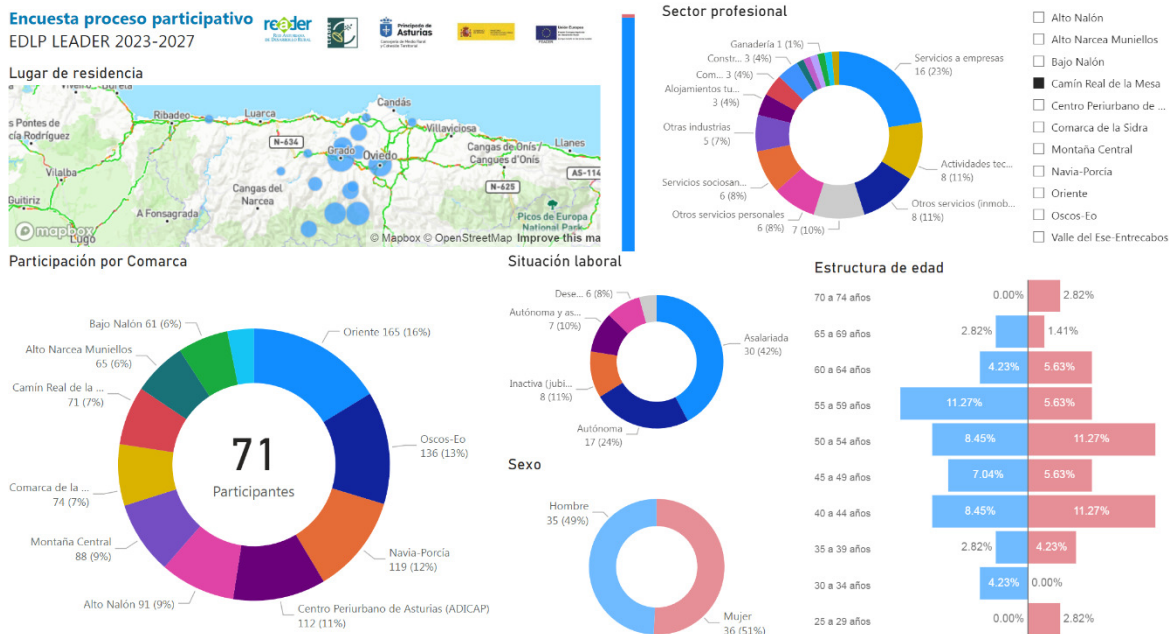 Encuesta proceso participativo
EDLP LEADER 2023-2027
reader
RED ASTURIANA
DE DESARROLLO RURAL
LEADER
Principado de
Asturias
Lugar de residencia
Ribadeo
Luarca
Candás
Villaviciosa
Llanes
s Pontes de
cía Rodríguez
N-634
Grado
Oviedo
Cangas de Onís/
Cangues d'Onís
AS-114
Vilalba
Cangas del
Narcea
N-625
Guitiriz
A Fonsagrada
Picos de Europa
National Park
Lugo
mapbox
© Mapbox © OpenStreetMap Improve this ma
Sector profesional
Ganadería 1 (1%)
Constr... 3 (4%)
Com... 3 (4%)
Alojamientos tu...
3 (4%)
Otras industrias
5 (7%)
Servicios sociosan...
6 (8%)
Otros servicios personales
6 (8%)
7 (10%)
Otros servicios (inmob...
8 (11%)
Actividades tec...
8 (11%)
Servicios a empresas
16 (23%)
Alto Nalón
Alto Narcea Muniellos
Bajo Nalón
Camín Real de la Mesa
Centro Periurbano de ...
Comarca de la Sidra
Montaña Central
Navia-Porcía
Oriente
Oscos-Eo
Valle del Ese-Entrecabos
Participación por Comarca
Bajo Nalón 61 (6%)
Alto Narcea Muniellos
65 (6%)
Camín Real de la ...
71 (7%)
Comarca de la ...
74 (7%)
Montaña Central
88 (9%)
Alto Nalón 91 (9%)
Centro Periurbano de Asturias (ADICAP)
112 (11%)
Navia-Porcía
119 (12%)
Oscos-Eo
136 (13%)
Oriente 165 (16%)
71
Participantes
Situación laboral
Dese... 6 (8%)
Autónoma y as...
7 (10%)
Inactiva (jubi...
8 (11%)
Autónoma
17 (24%)
Asalariada
30 (42%)
Sexo
Hombre
35 (49%)
Mujer
36 (51%)
Estructura de edad
70 a 74 años 0.00% 2.82%
65 a 69 años 2.82% 1.41%
60 a 64 años 4.23% 5.63%
55 a 59 años 11.27% 5.63%
50 a 54 años 8.45% 11.27%
45 a 49 años 7.04% 5.63%
40 a 44 años 8.45% 11.27%
35 a 39 años 2.82% 4.23%
30 a 34 años 4.23% 0.00%
25 a 29 años 0.00% 2.82%